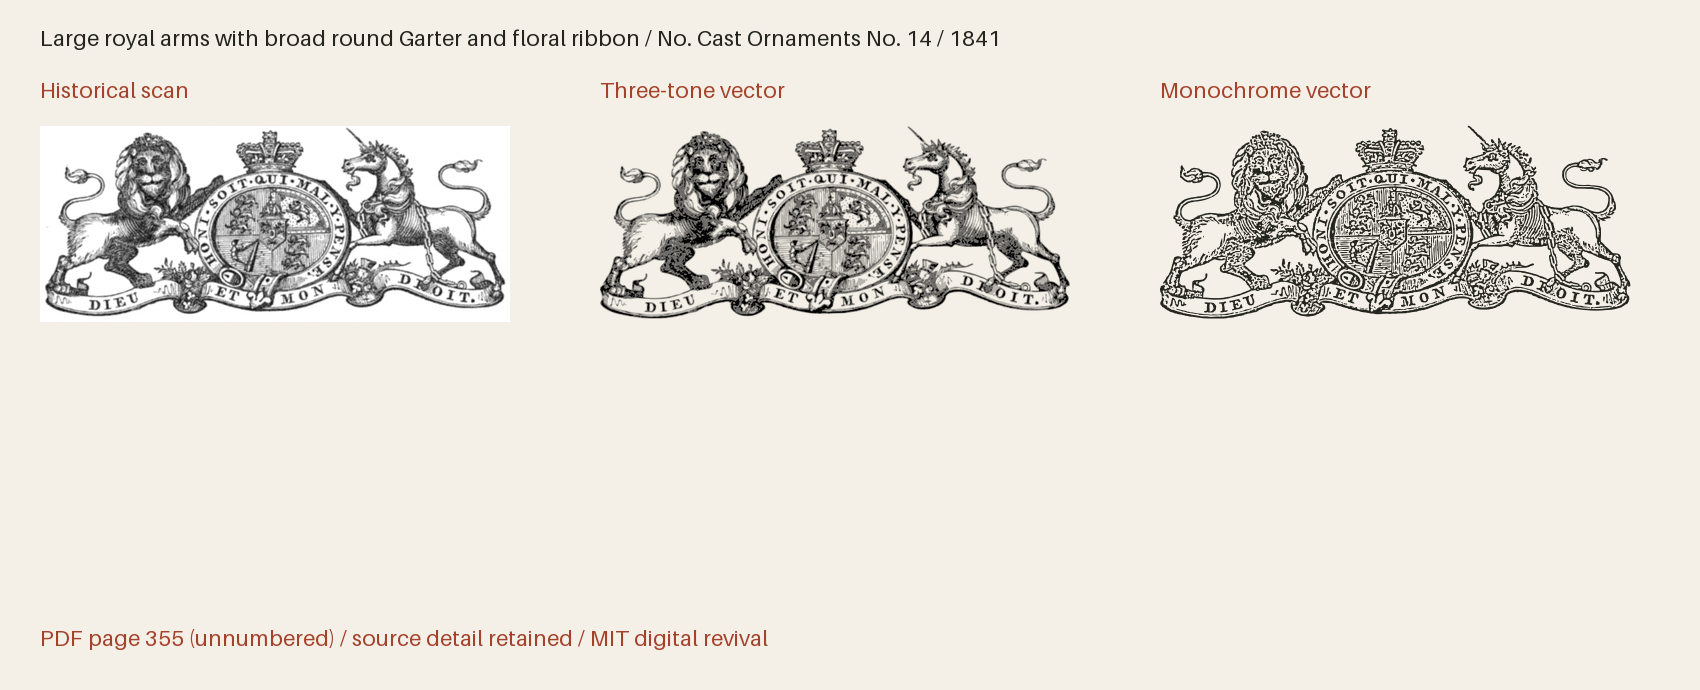 Large royal arms with broad round Garter and floral ribbon / No. Cast Ornaments No. 14 / 1841
Historical scan
Three-tone vector
Monochrome vector
HONI·SOIT·QUI·MAL·Y·PENSE.
DIEU ET MON DROIT.
HONI·SOIT·QUI·MAL·Y·PENSE.
DIEU ET MON DROIT.
HONI·SOIT·QUI·MAL·Y·PENSE.
DIEU ET MON DROIT.
PDF page 355 (unnumbered) / source detail retained / MIT digital revival